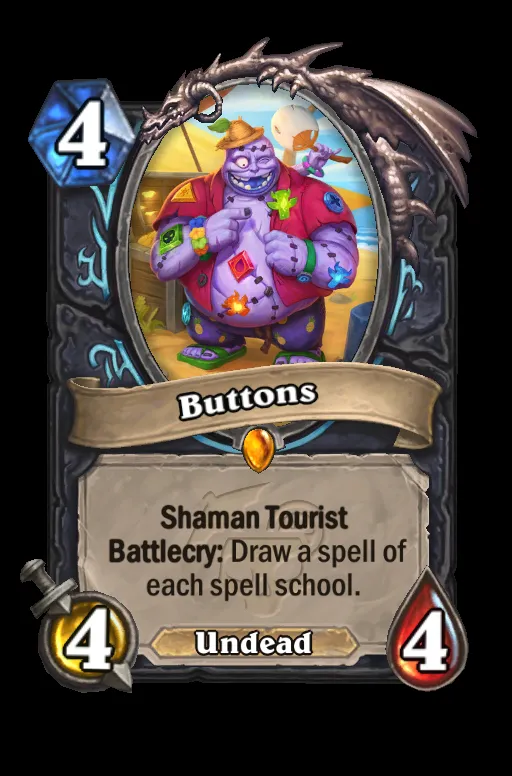 4
Buttons
Shaman Tourist
Battlecry: Draw a spell of
each spell school.
4
Undead
4